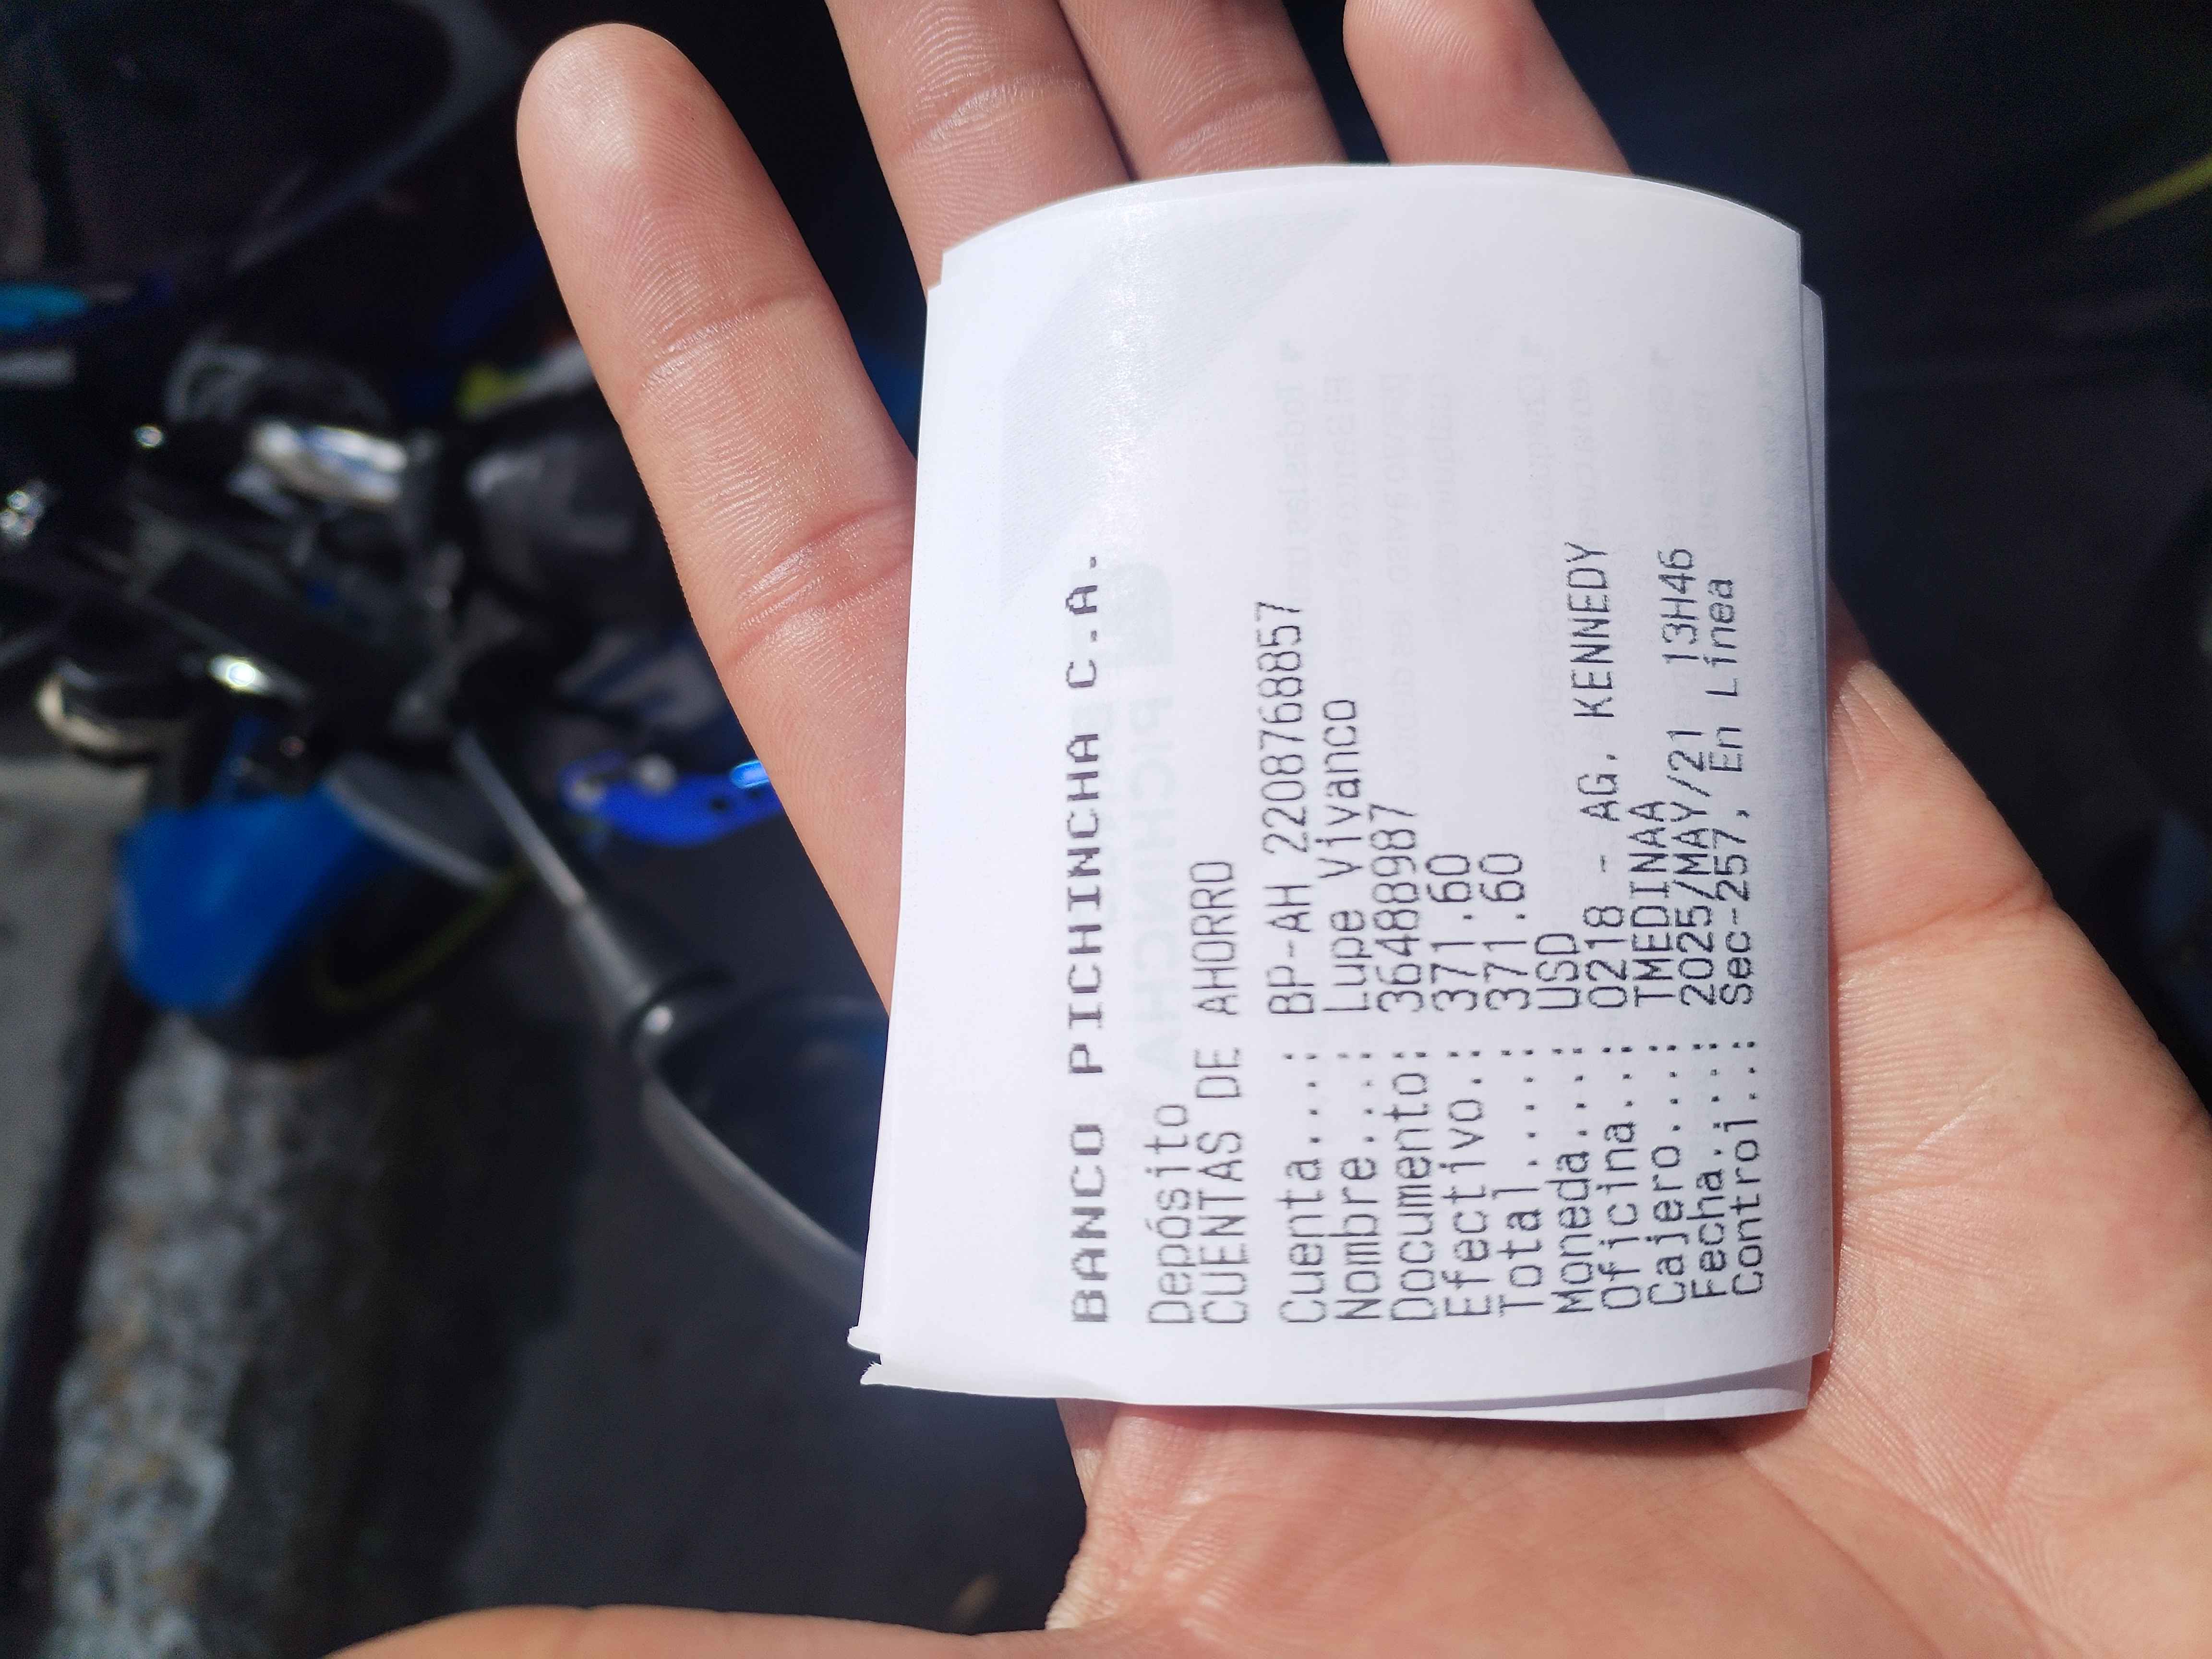 BANCO PICHINCHA C.A.
Depósito
CUENTAS DE AHORRO
Cuenta....: BP-AH 2208768857
Nombre....: Lupe Vivanco
Documento: 364888987
Efectivo.: 371.60
Total.....: 371.60
Moneda....: USD
Oficina...: 0218 - AG. KENNEDY
Cajero....: TMEDINAA
Fecha.....: 2025/MAY/21 13H46
Control...: Sec-257, En Línea
PICHINCHA